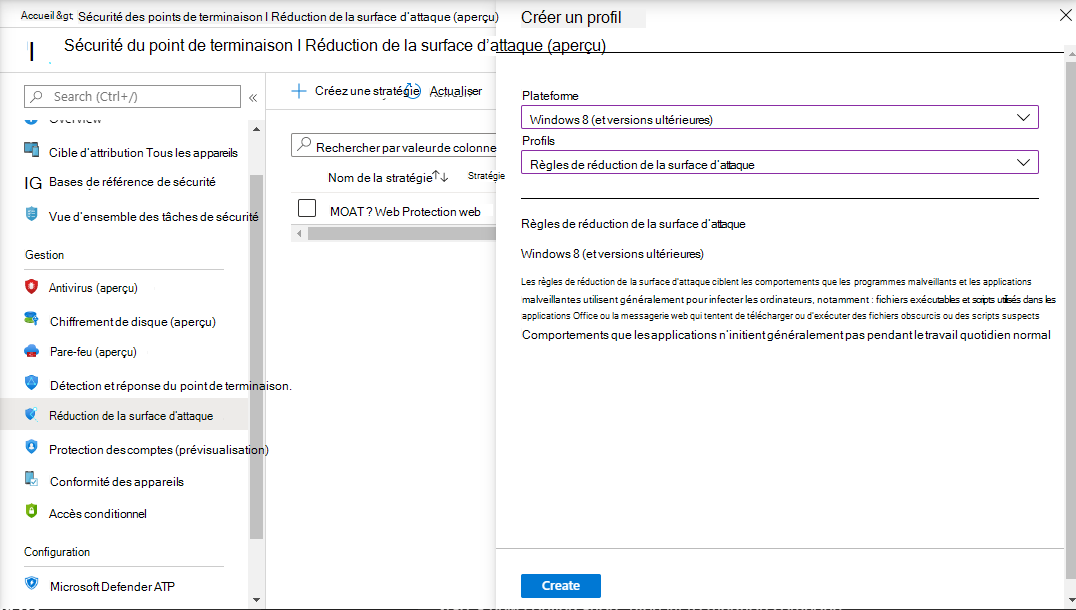 Accueil &gt; Sécurité des points de terminaison I Réduction de la surface d'attaque (aperçu)
Sécurité du point de terminaison I Réduction de la surface d'attaque (aperçu)
Search (Ctrl+/)
«
Overview
Cible d'attribution Tous les appareils
IG Bases de référence de sécurité
Vue d'ensemble des tâches de sécurité
Gestion
Antivirus (aperçu)
Chiffrement de disque (aperçu)
Pare-feu (aperçu)
Détection et réponse du point de terminaison.
Réduction de la surface d'attaque
Protection des comptes (prévisualisation)
Conformité des appareils
Accès conditionnel
Configuration
Microsoft Defender ATP
Créez une stratégie Actualiser
Rechercher par valeur de colonne
Nom de la stratégie Stratégie
MOAT ? Web Protection web
Créer un profil
Plateforme
Windows 8 (et versions ultérieures)
Profils
Règles de réduction de la surface d'attaque
Règles de réduction de la surface d'attaque
Windows 8 (et versions ultérieures)
Les règles de réduction de la surface d'attaque ciblent les comportements que les programmes malveillants et les applications
malveillantes utilisent généralement pour infecter les ordinateurs, notamment : fichiers exécutables et scripts utilisés dans les
applications Office ou la messagerie web qui tentent de télécharger ou d'exécuter des fichiers obscurcis ou des scripts suspects
Comportements que les applications n'initient généralement pas pendant le travail quotidien normal
Create